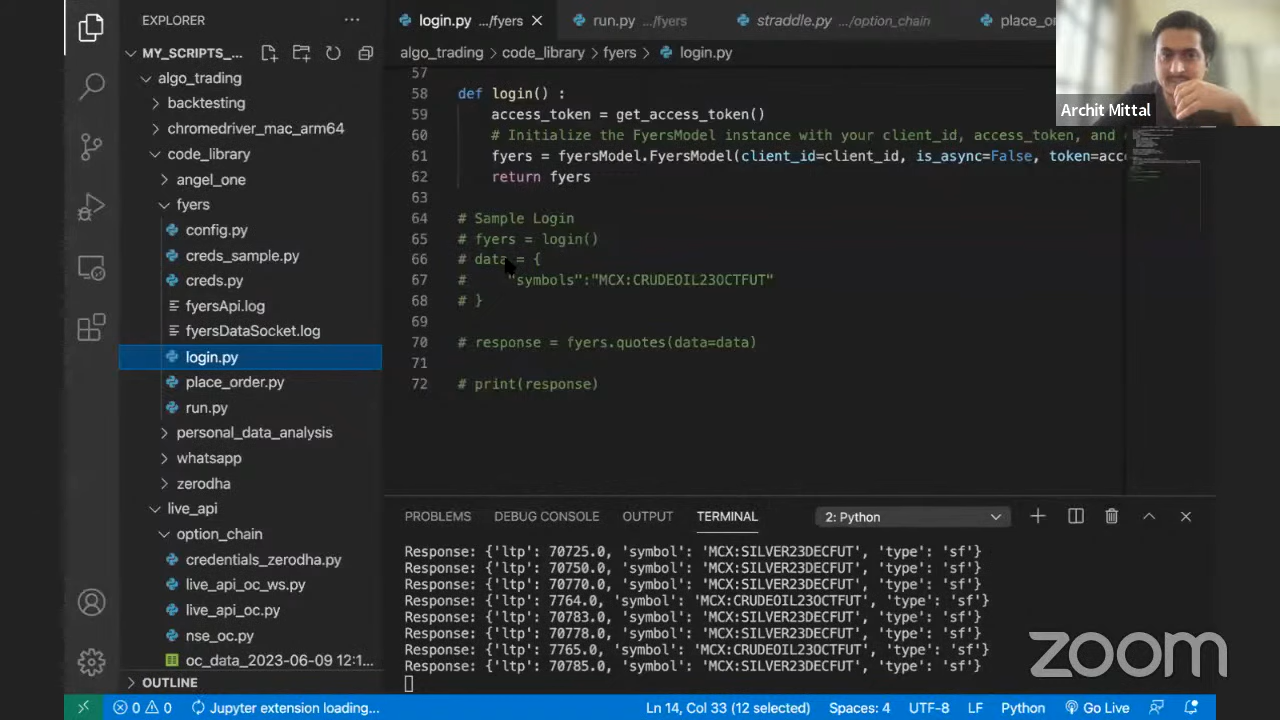 EXPLORER
MY_SCRIPTS_...
algo_trading
backtesting
chromedriver_mac_arm64
code_library
angel_one
fyers
config.py
creds_sample.py
creds.py
fyersApi.log
fyersDataSocket.log
login.py
place_order.py
run.py
personal_data_analysis
whatsapp
zerodha
live_api
option_chain
credentials_zerodha.py
live_api_oc_ws.py
live_api_oc.py
nse_oc.py
oc_data_2023-06-09 12:1...
OUTLINE
login.py .../fyers
run.py .../fyers
straddle.py .../option_chain
place_o
algo_trading > code_library > fyers > login.py
57
58 def login() :
59 access_token = get_access_token()
60 # Initialize the FyersModel instance with your client_id, access_token, and
61 fyers = fyersModel.FyersModel(client_id=client_id, is_async=False, token=acc
62 return fyers
63
64 # Sample Login
65 # fyers = login()
66 # data = {
67 # "symbols":"MCX:CRUDEOIL23OCTFUT"
68 # }
69
70 # response = fyers.quotes(data=data)
71
72 # print(response)
Archit Mittal
PROBLEMS DEBUG CONSOLE OUTPUT TERMINAL 2: Python
Response: {'ltp': 70725.0, 'symbol': 'MCX:SILVER23DECFUT', 'type': 'sf'}
Response: {'ltp': 70750.0, 'symbol': 'MCX:SILVER23DECFUT', 'type': 'sf'}
Response: {'ltp': 70770.0, 'symbol': 'MCX:SILVER23DECFUT', 'type': 'sf'}
Response: {'ltp': 7764.0, 'symbol': 'MCX:CRUDEOIL23OCTFUT', 'type': 'sf'}
Response: {'ltp': 70783.0, 'symbol': 'MCX:SILVER23DECFUT', 'type': 'sf'}
Response: {'ltp': 70778.0, 'symbol': 'MCX:SILVER23DECFUT', 'type': 'sf'}
Response: {'ltp': 7765.0, 'symbol': 'MCX:CRUDEOIL23OCTFUT', 'type': 'sf'}
Response: {'ltp': 70785.0, 'symbol': 'MCX:SILVER23DECFUT', 'type': 'sf'}
zoom
0 0 Jupyter extension loading... Ln 14, Col 33 (12 selected) Spaces: 4 UTF-8 LF Python Go Live